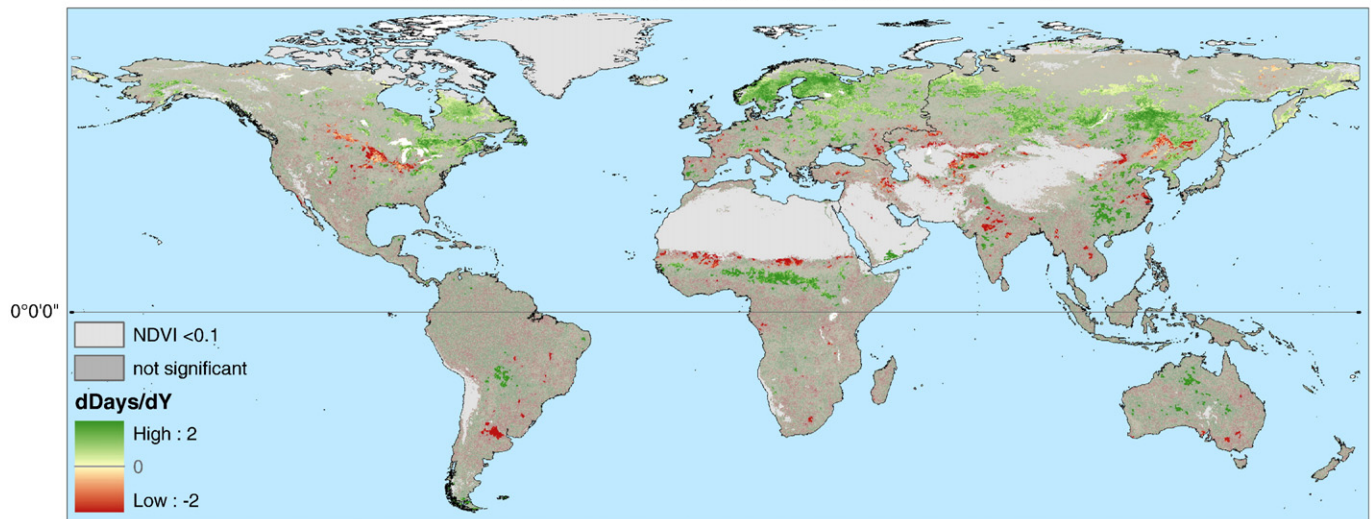 0°0'0"
NDVI <0.1
not significant
dDays/dY
High : 2
0
Low : -2